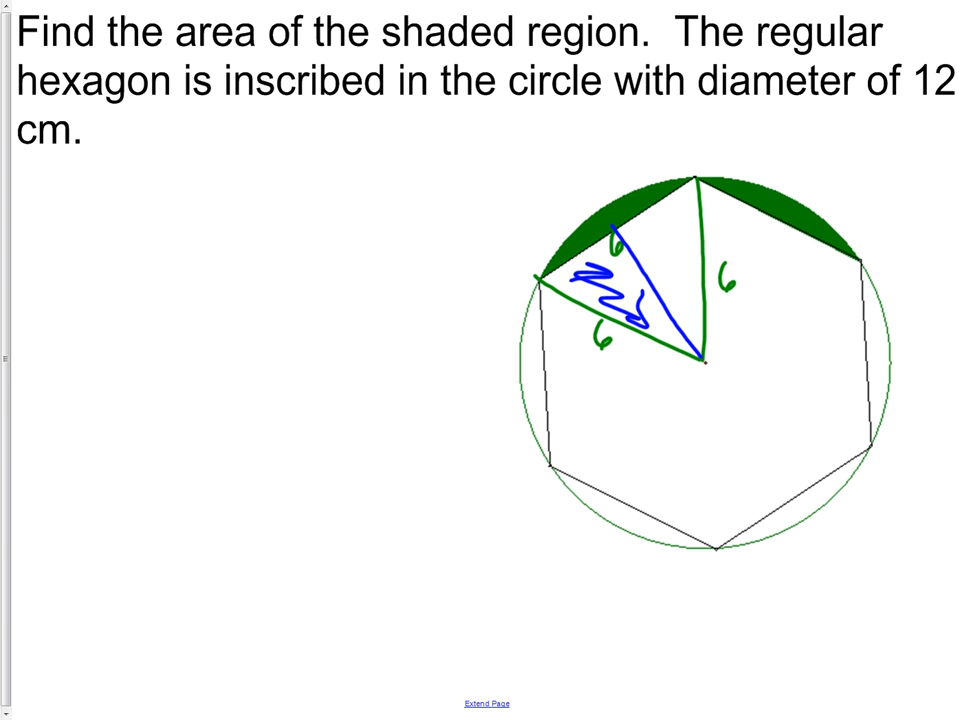 Find the area of the shaded region.  The regular
hexagon is inscribed in the circle with diameter of 12
cm.
6
6
6
Extend Page